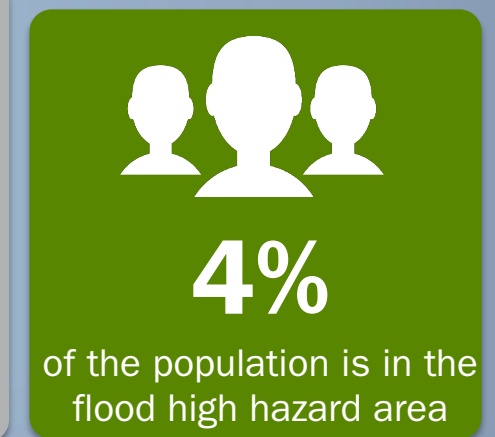 4%
of the population is in the
flood high hazard area